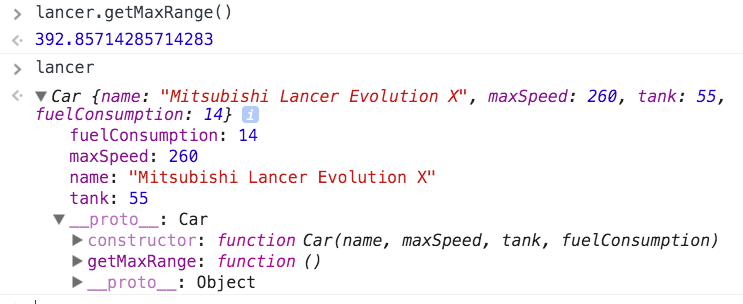 lancer.getMaxRange()
392.85714285714283
lancer
Car {name: "Mitsubishi Lancer Evolution X", maxSpeed: 260, tank: 55,
fuelConsumption: 14} i
fuelConsumption: 14
maxSpeed: 260
name: "Mitsubishi Lancer Evolution X"
tank: 55
__proto__: Car
constructor: function Car(name, maxSpeed, tank, fuelConsumption)
getMaxRange: function ()
__proto__: Object